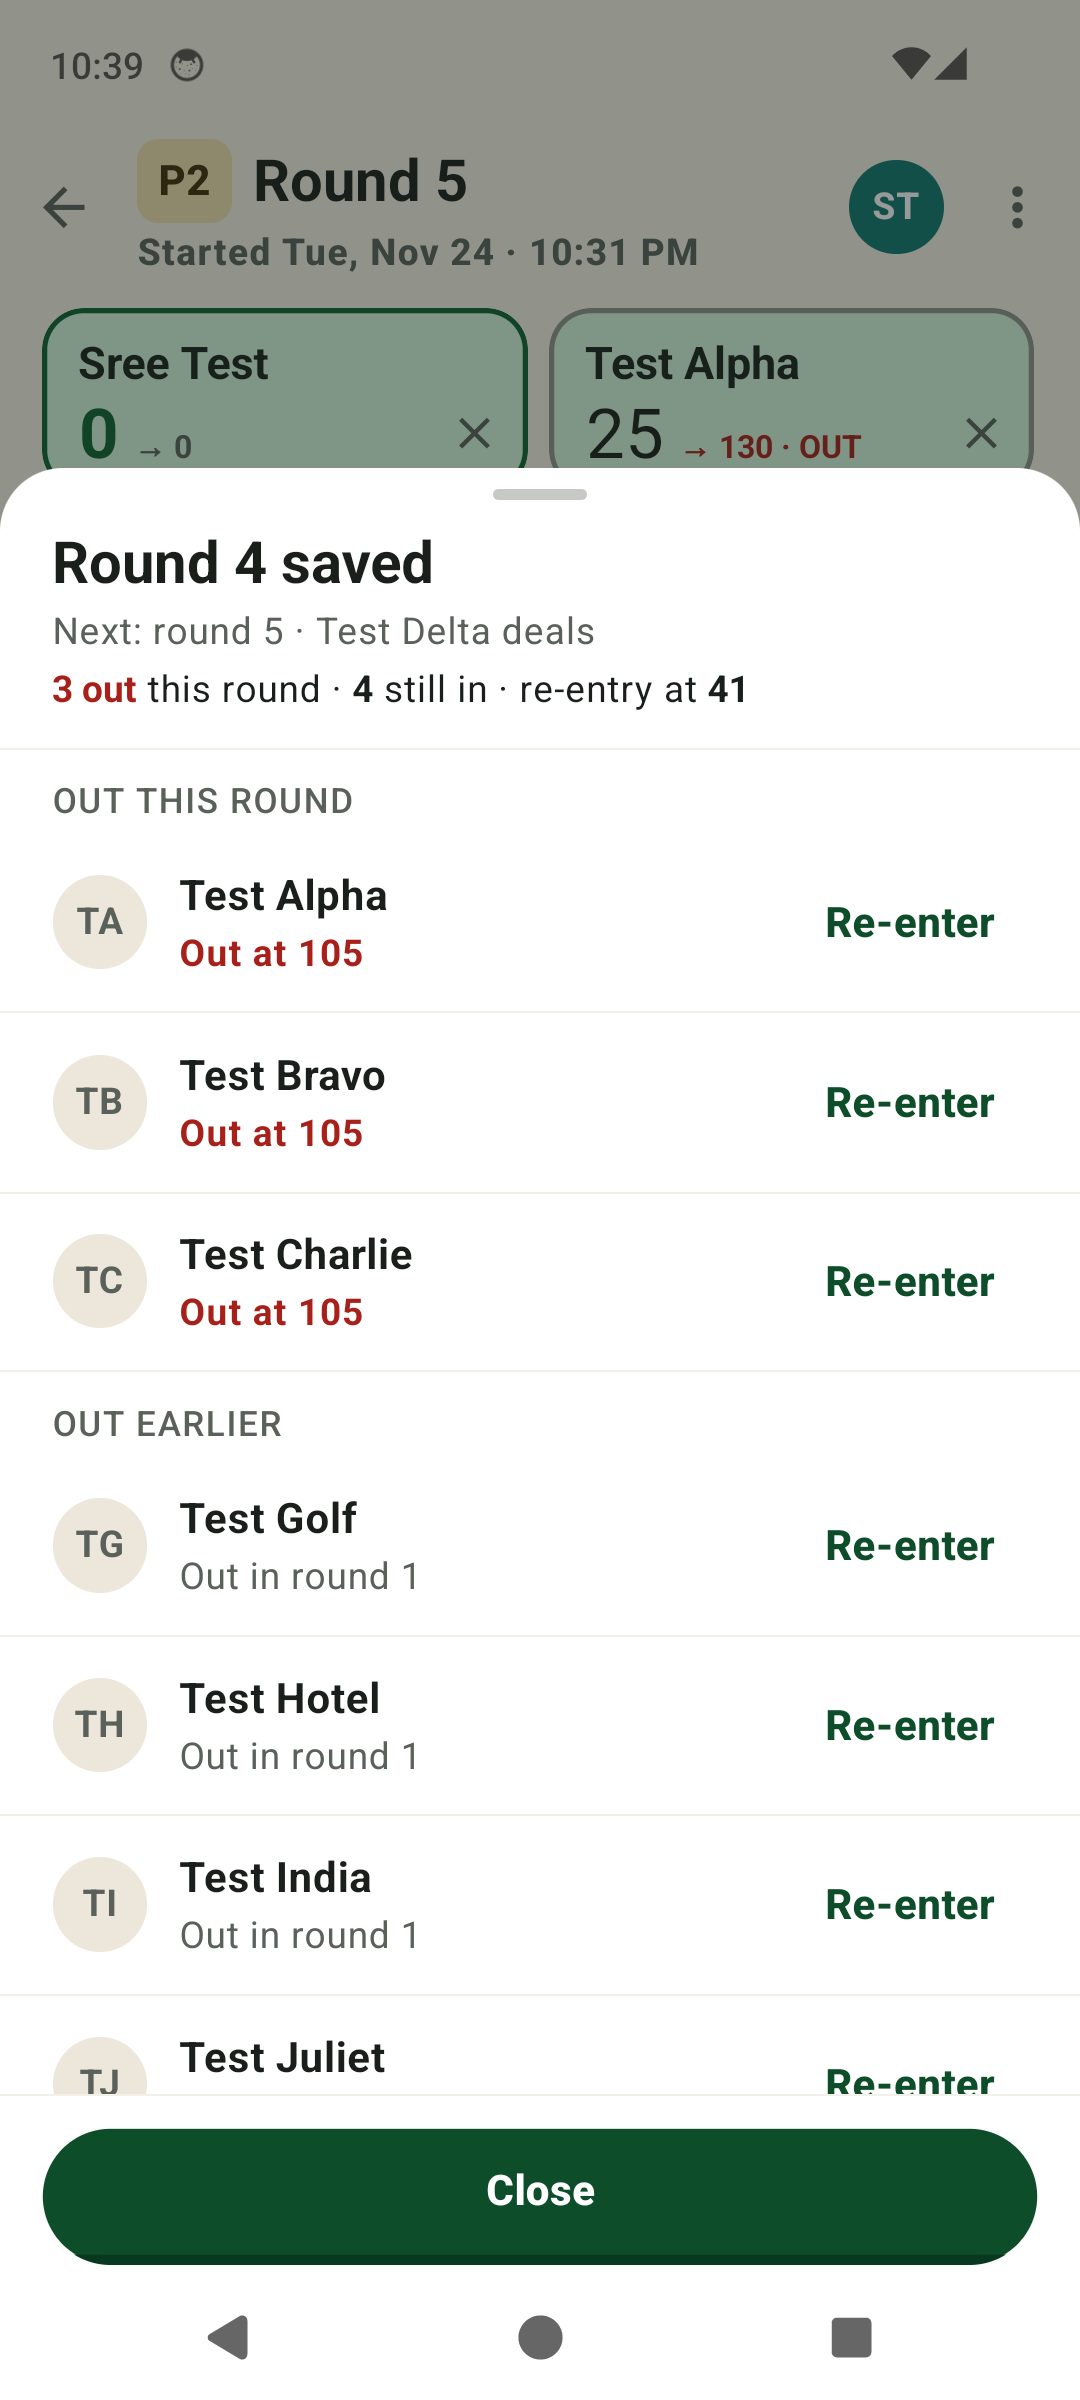 10:39
P2 Round 5 ST
Started Tue, Nov 24 · 10:31 PM
Sree Test
0 → 0
Test Alpha
25 → 130 · OUT
Round 4 saved
Next: round 5 · Test Delta deals
3 out this round · 4 still in · re-entry at 41
OUT THIS ROUND
TA Test Alpha Re-enter
Out at 105
TB Test Bravo Re-enter
Out at 105
TC Test Charlie Re-enter
Out at 105
OUT EARLIER
TG Test Golf Re-enter
Out in round 1
TH Test Hotel Re-enter
Out in round 1
TI Test India Re-enter
Out in round 1
TJ Test Juliet Re-enter
Close